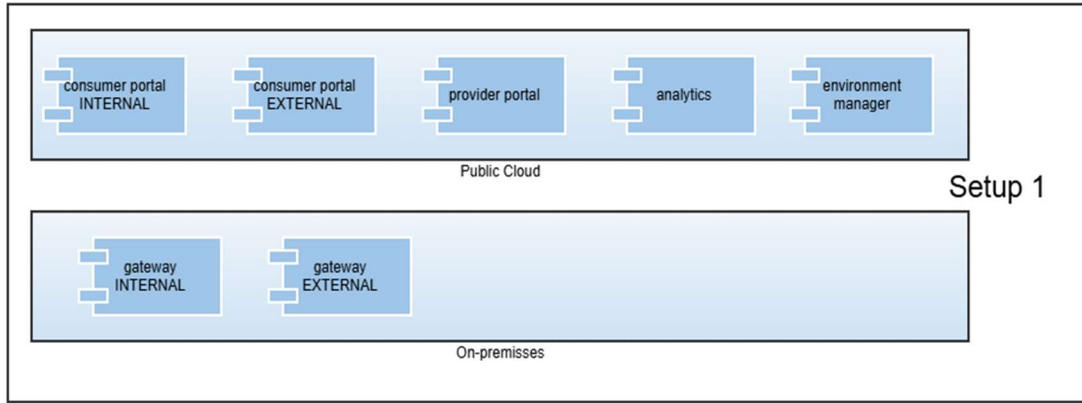 consumer portal
INTERNAL
consumer portal
EXTERNAL
provider portal
analytics
environment
manager
Public Cloud
Setup 1
gateway
INTERNAL
gateway
EXTERNAL
On-premisses